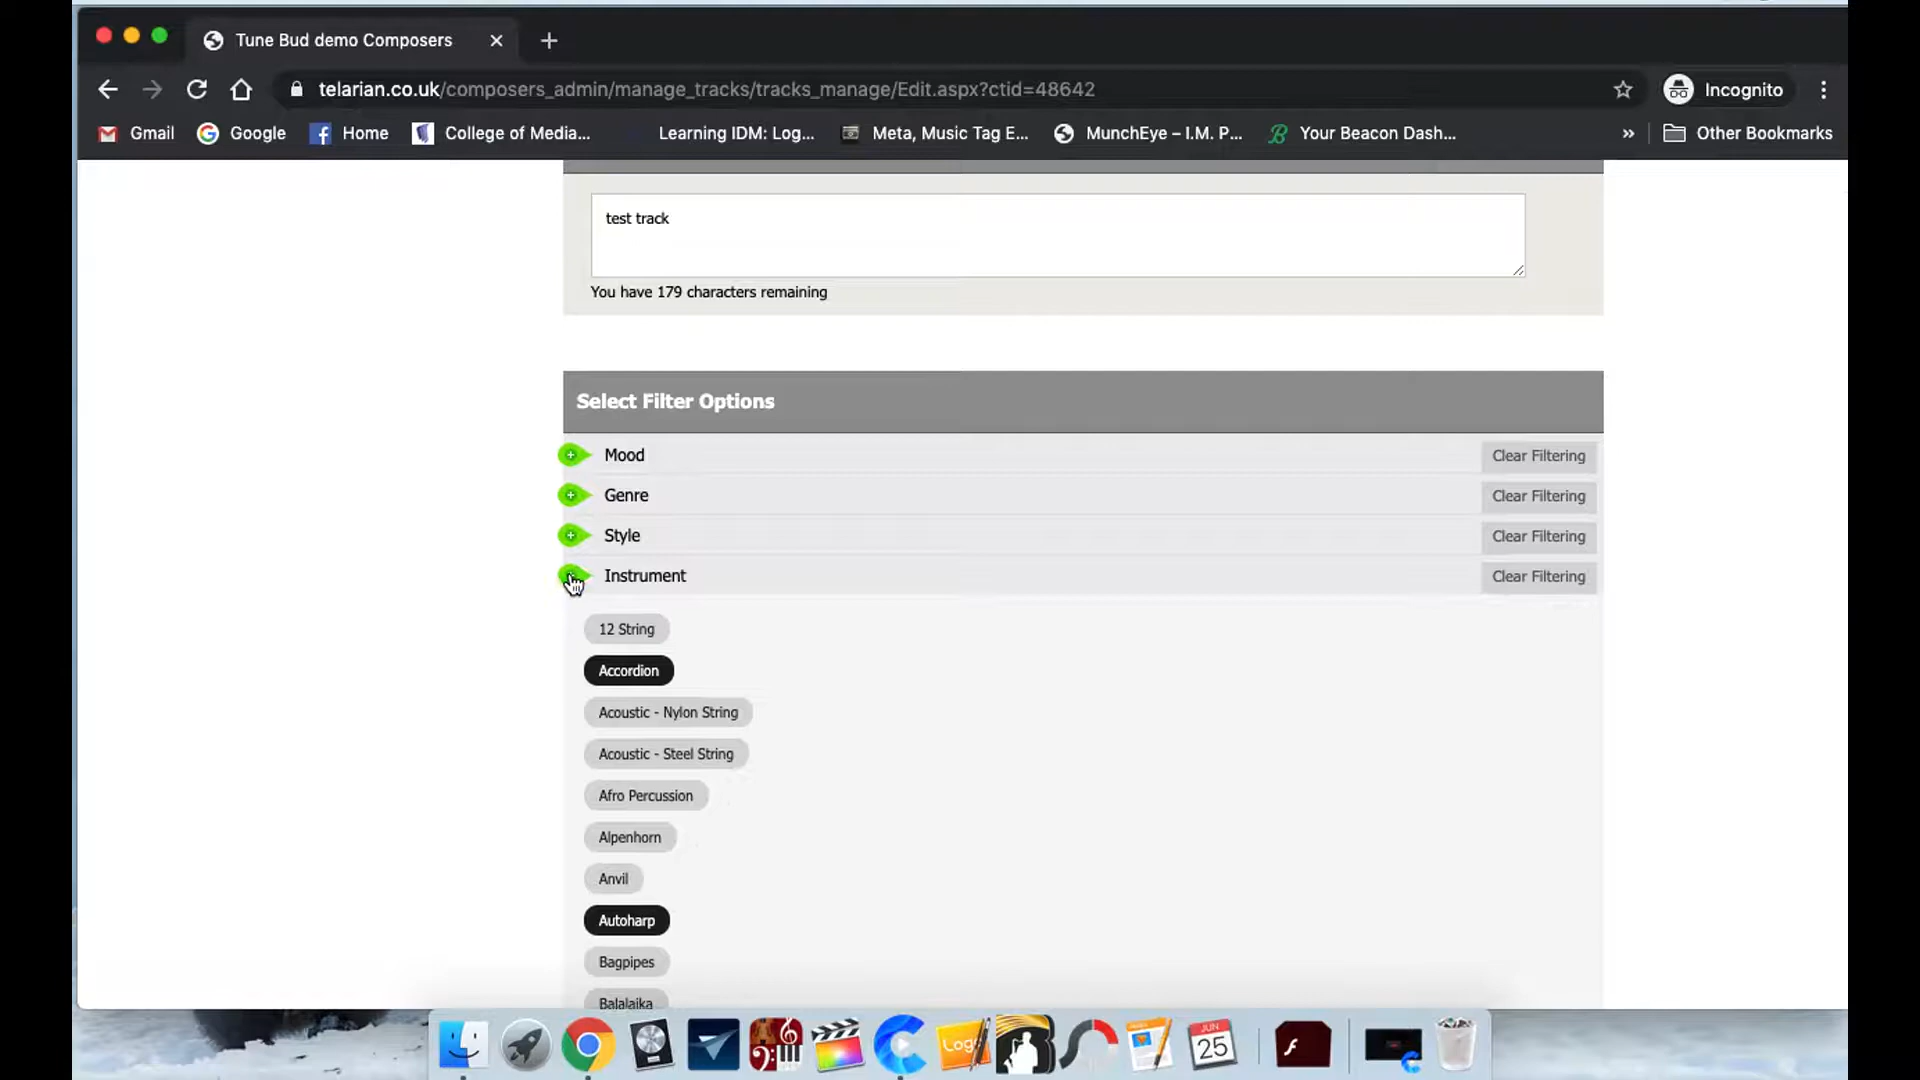 Tune Bud demo Composers
telarian.co.uk/composers_admin/manage_tracks/tracks_manage/Edit.aspx?ctid=48642
Incognito
Gmail Google Home College of Media... Learning IDM: Log... Meta, Music Tag E... MunchEye – I.M. P... Your Beacon Dash... » Other Bookmarks
test track
You have 179 characters remaining
Select Filter Options
Mood Clear Filtering
Genre Clear Filtering
Style Clear Filtering
Instrument Clear Filtering
12 String
Accordion
Acoustic - Nylon String
Acoustic - Steel String
Afro Percussion
Alpenhorn
Anvil
Autoharp
Bagpipes
Balalaika
JUN
25